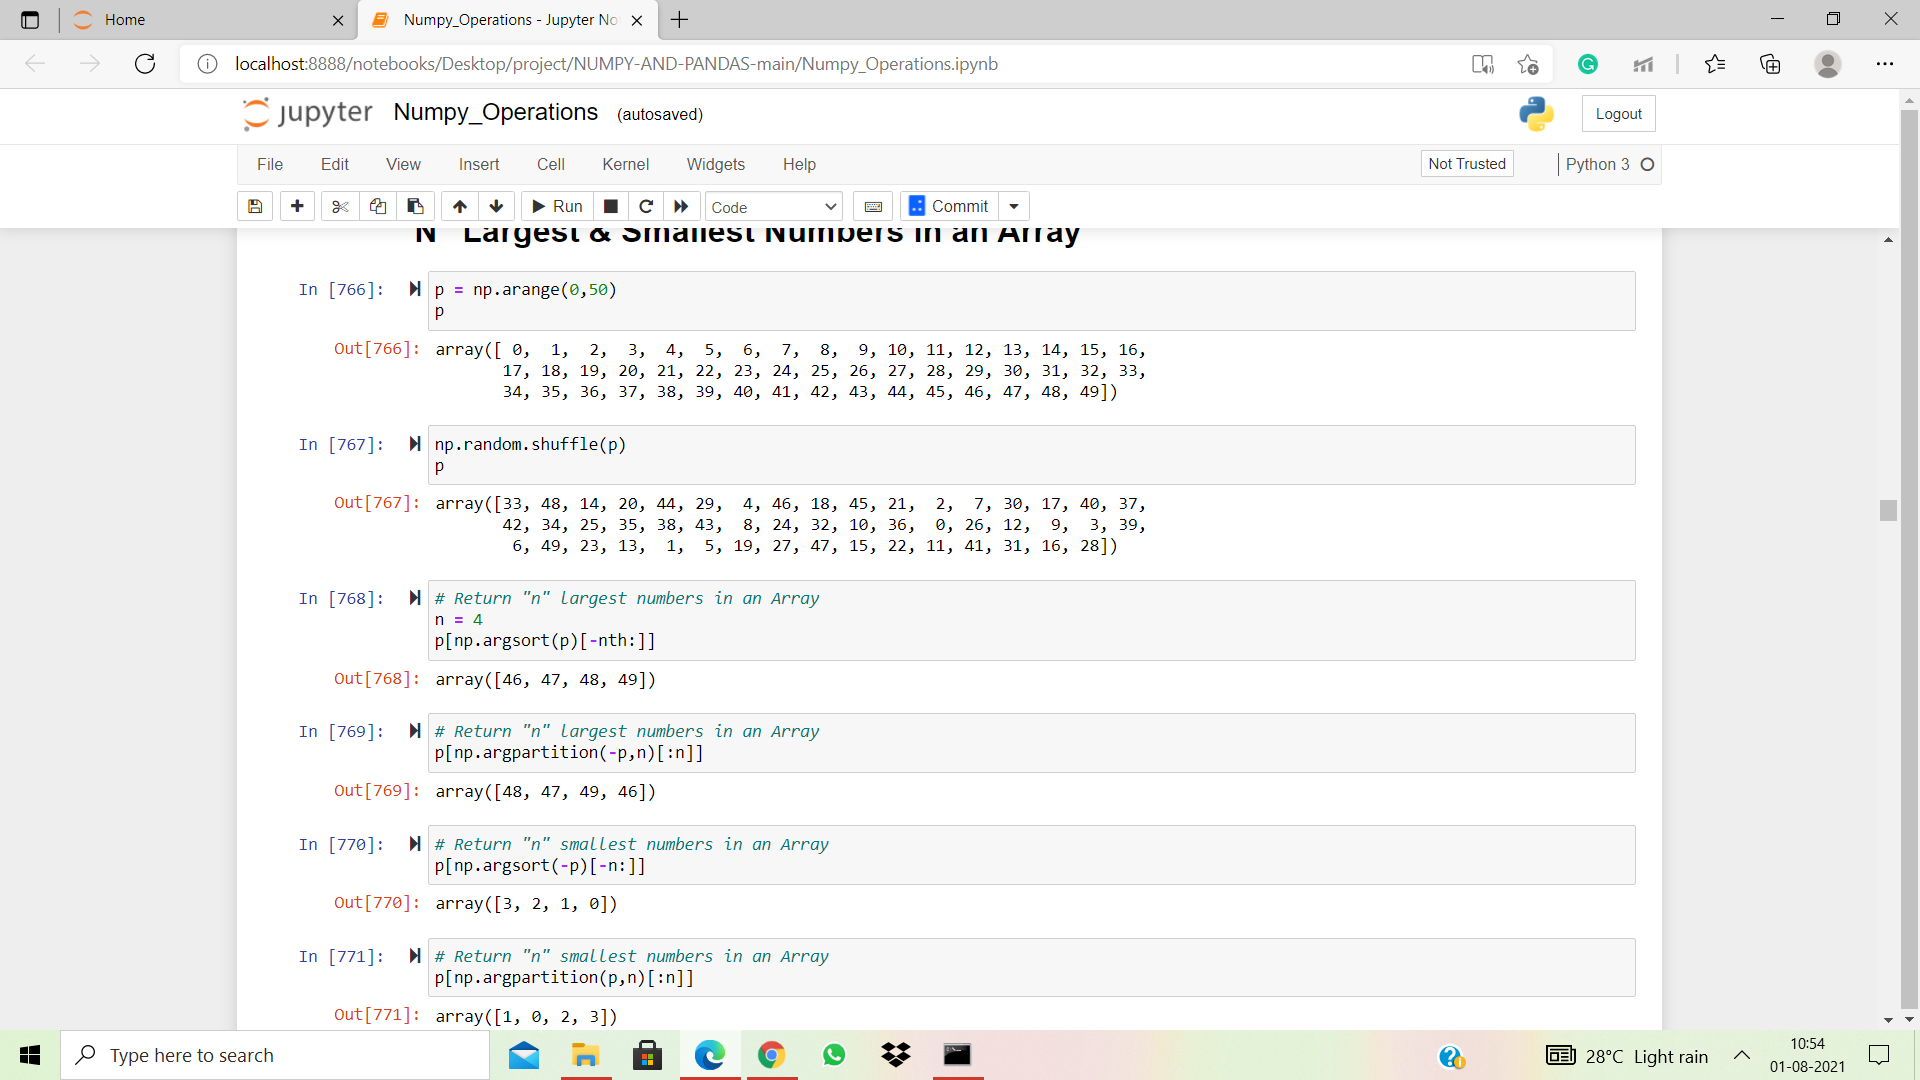 Home
Numpy_Operations - Jupyter No
localhost:8888/notebooks/Desktop/project/NUMPY-AND-PANDAS-main/Numpy_Operations.ipynb
jupyter Numpy_Operations (autosaved)
Logout
File Edit View Insert Cell Kernel Widgets Help
Not Trusted
Python 3
Run
Code
Commit
N Largest & Smallest Numbers in an Array
In [766]: p = np.arange(0,50)
p
Out[766]: array([ 0, 1, 2, 3, 4, 5, 6, 7, 8, 9, 10, 11, 12, 13, 14, 15, 16,
17, 18, 19, 20, 21, 22, 23, 24, 25, 26, 27, 28, 29, 30, 31, 32, 33,
34, 35, 36, 37, 38, 39, 40, 41, 42, 43, 44, 45, 46, 47, 48, 49])
In [767]: np.random.shuffle(p)
p
Out[767]: array([33, 48, 14, 20, 44, 29, 4, 46, 18, 45, 21, 2, 7, 30, 17, 40, 37,
42, 34, 25, 35, 38, 43, 8, 24, 32, 10, 36, 0, 26, 12, 9, 3, 39,
6, 49, 23, 13, 1, 5, 19, 27, 47, 15, 22, 11, 41, 31, 16, 28])
In [768]: # Return "n" largest numbers in an Array
n = 4
p[np.argsort(p)[-nth:]]
Out[768]: array([46, 47, 48, 49])
In [769]: # Return "n" largest numbers in an Array
p[np.argpartition(-p,n)[:n]]
Out[769]: array([48, 47, 49, 46])
In [770]: # Return "n" smallest numbers in an Array
p[np.argsort(-p)[-n:]]
Out[770]: array([3, 2, 1, 0])
In [771]: # Return "n" smallest numbers in an Array
p[np.argpartition(p,n)[:n]]
Out[771]: array([1, 0, 2, 3])
Type here to search
28°C Light rain
10:54
01-08-2021